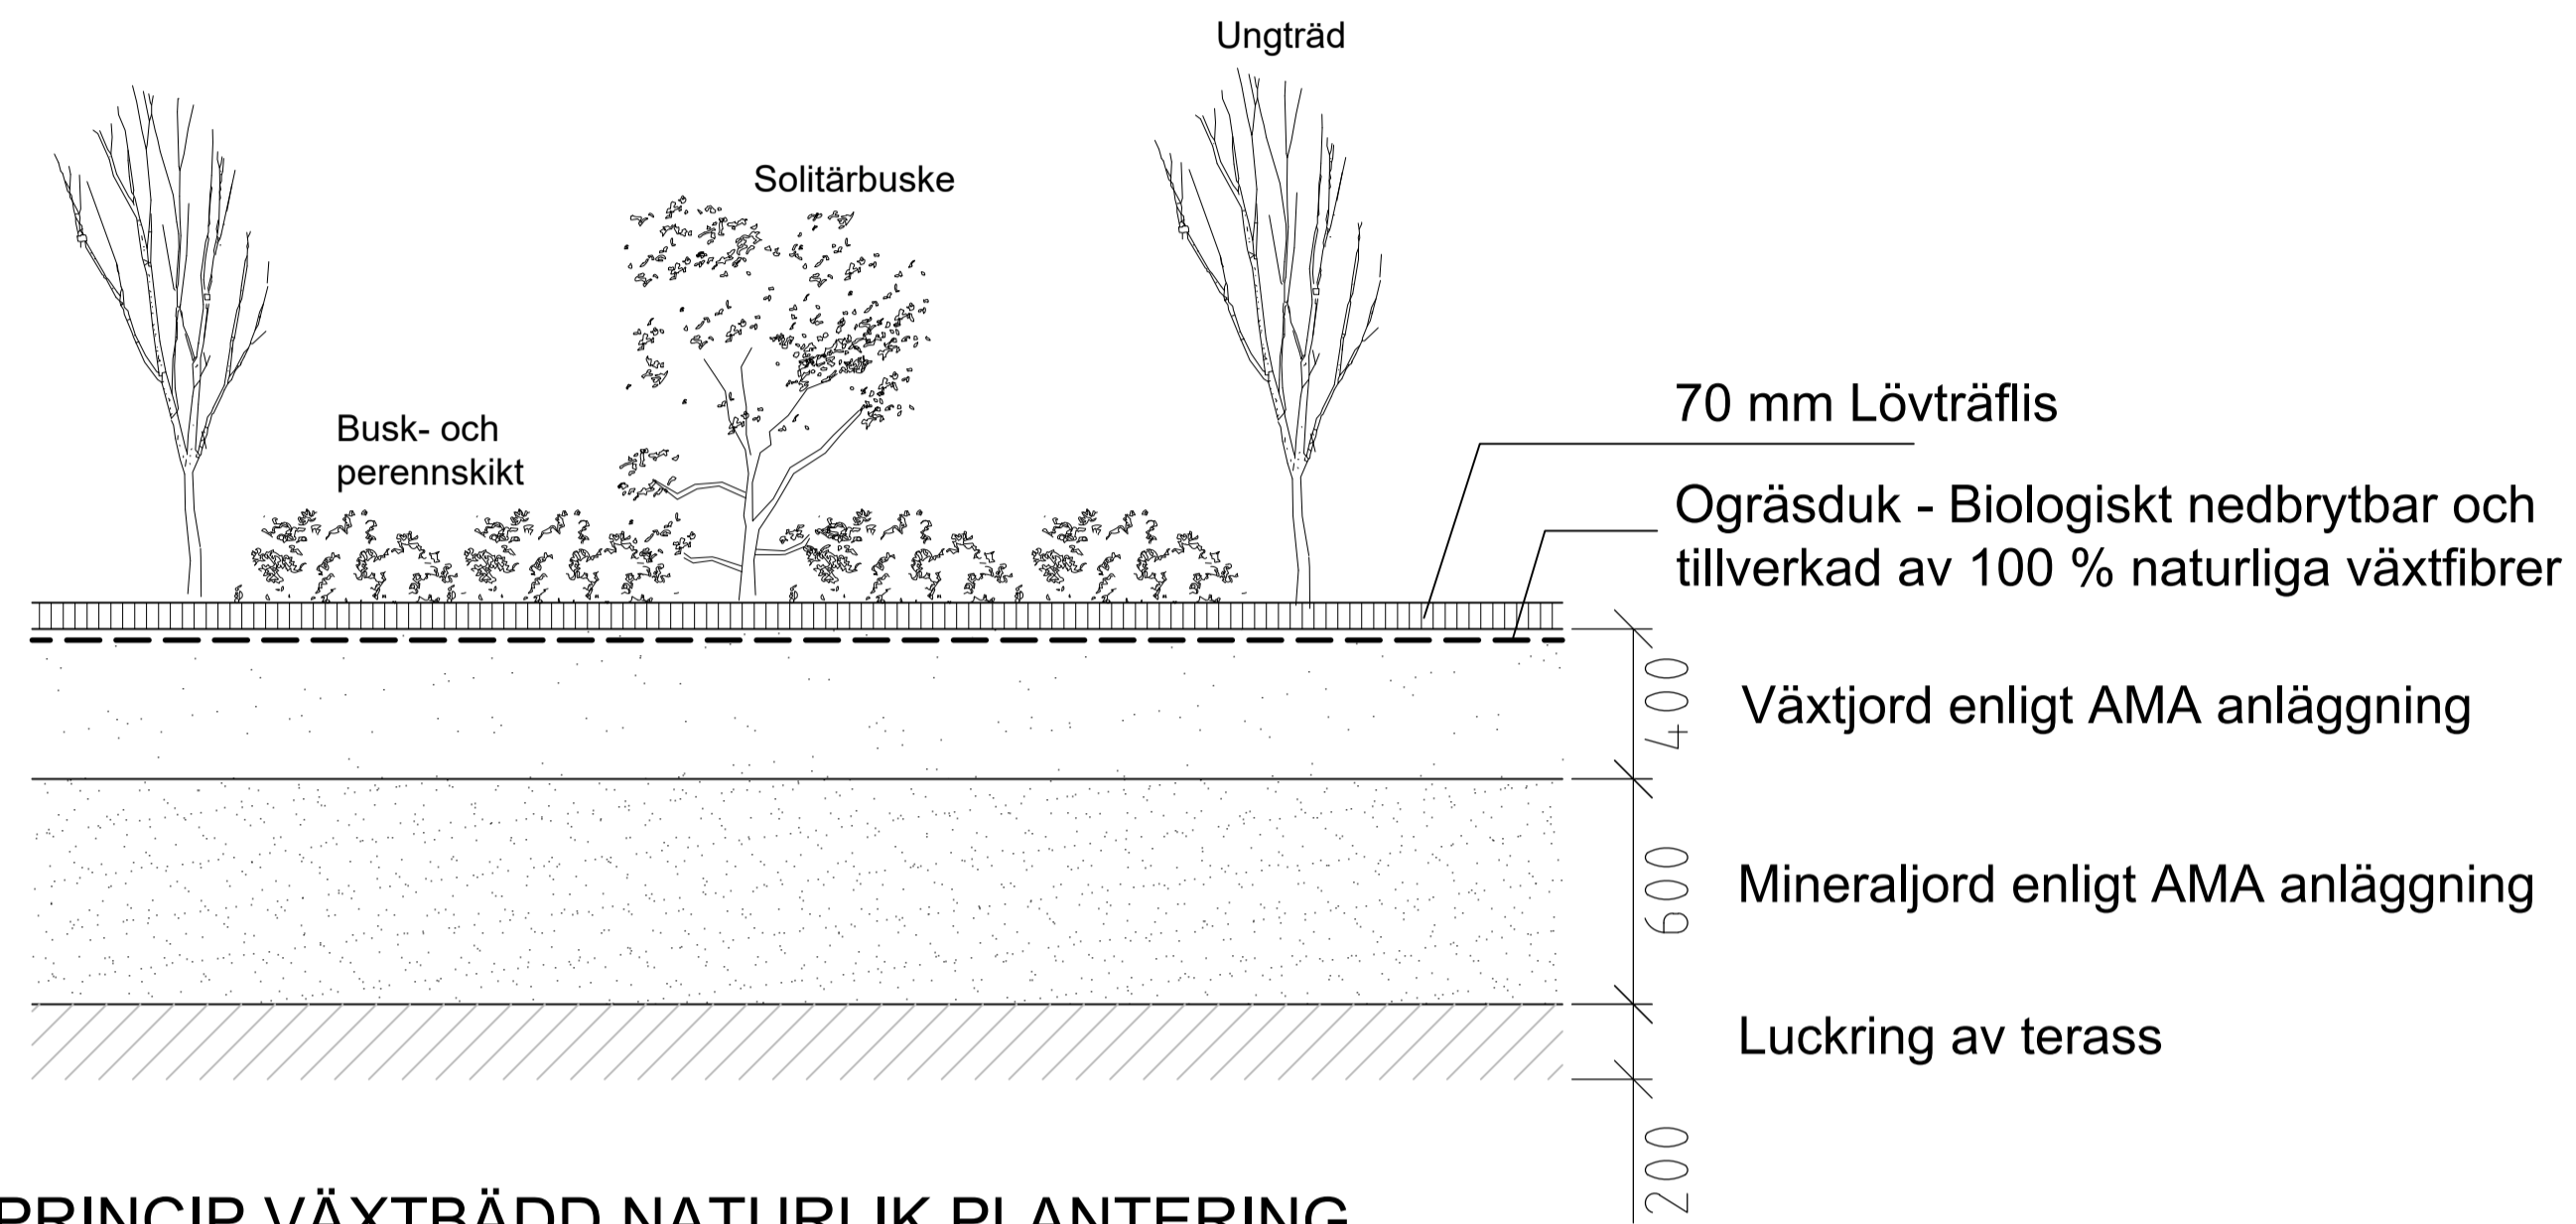 Ungträd
Solitärbuske
Busk- och
perennskikt
70 mm Lövträflis
Ogräsduk - Biologiskt nedbrytbar och
tillverkad av 100 % naturliga växtfibrer
400
Växtjord enligt AMA anläggning
600
Mineraljord enligt AMA anläggning
Luckring av terass
200
PRINCIP VÄXTBÄDD NATURLIK PLANTERING